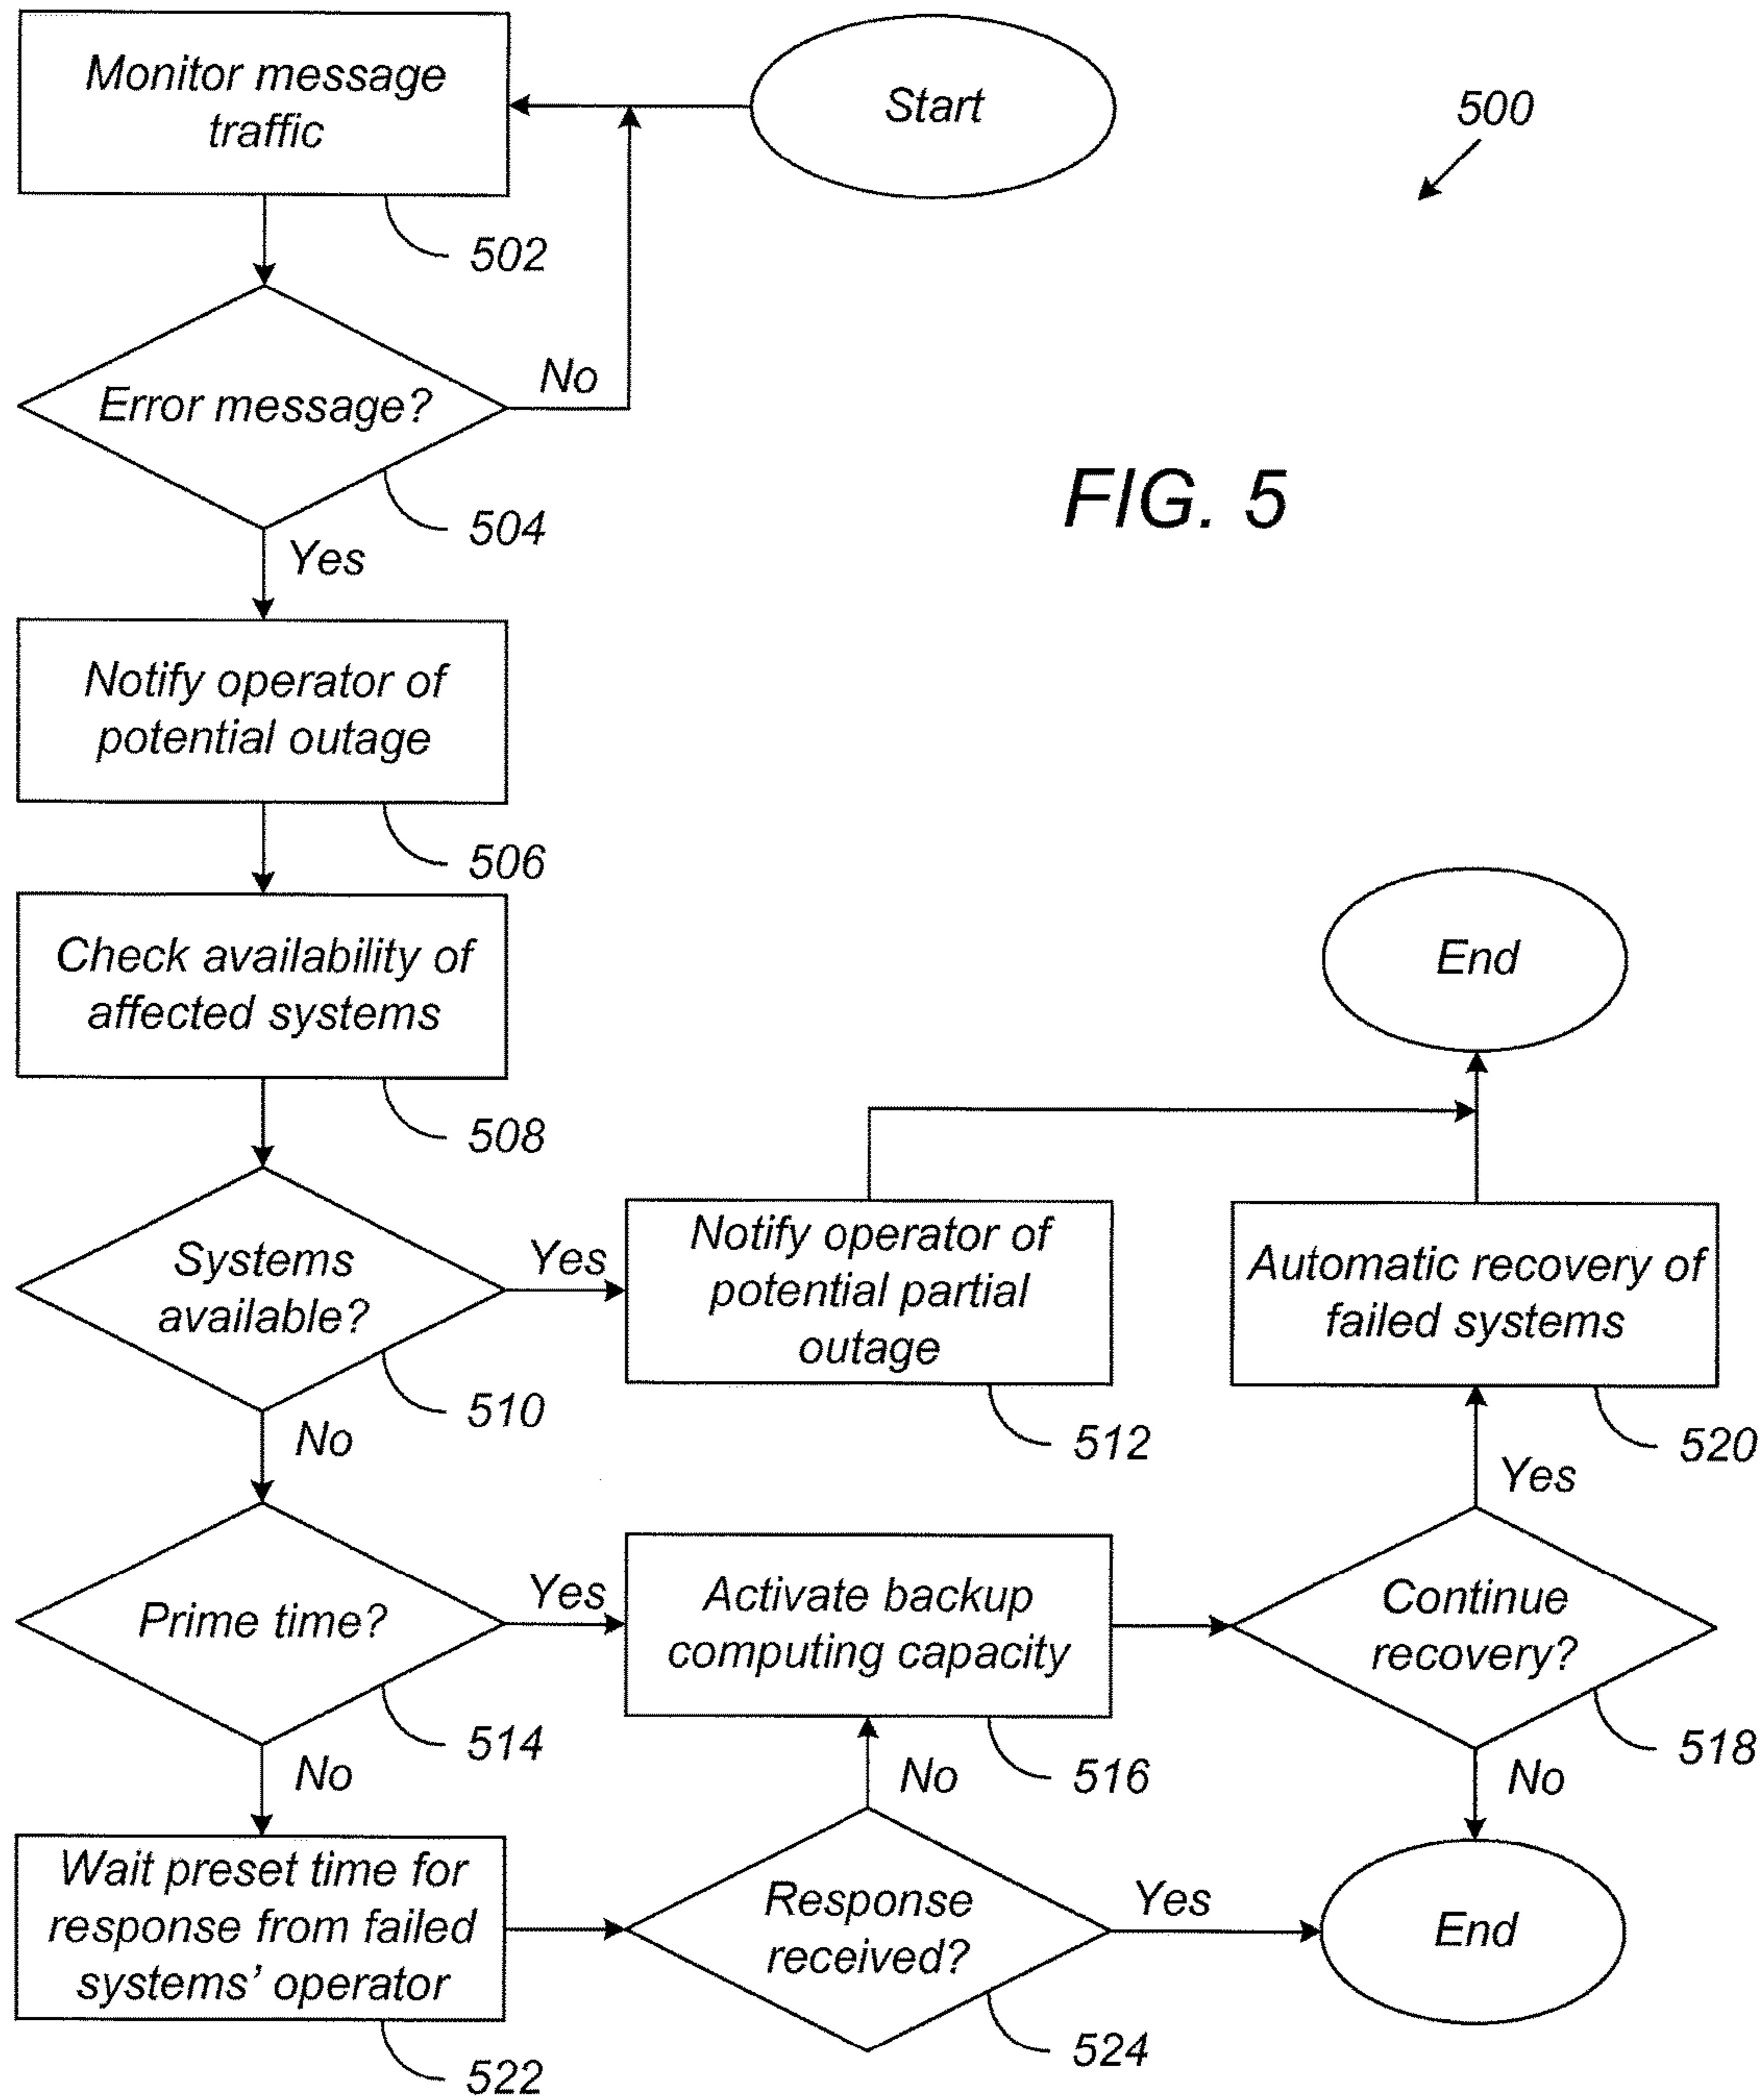 Monitor message
traffic
Start
500
502
No
Error message?
FIG. 5
504
Yes
Notify operator of
potential outage
506
Check availability of
affected systems
End
508
Systems
available?
Yes
Notify operator of
potential partial
outage
Automatic recovery of
failed systems
510
512
520
No
Yes
Prime time?
Yes
Activate backup
computing capacity
Continue
recovery?
514
516
518
No
No
No
Wait preset time for
response from failed
systems’ operator
Response
received?
Yes
End
522
524